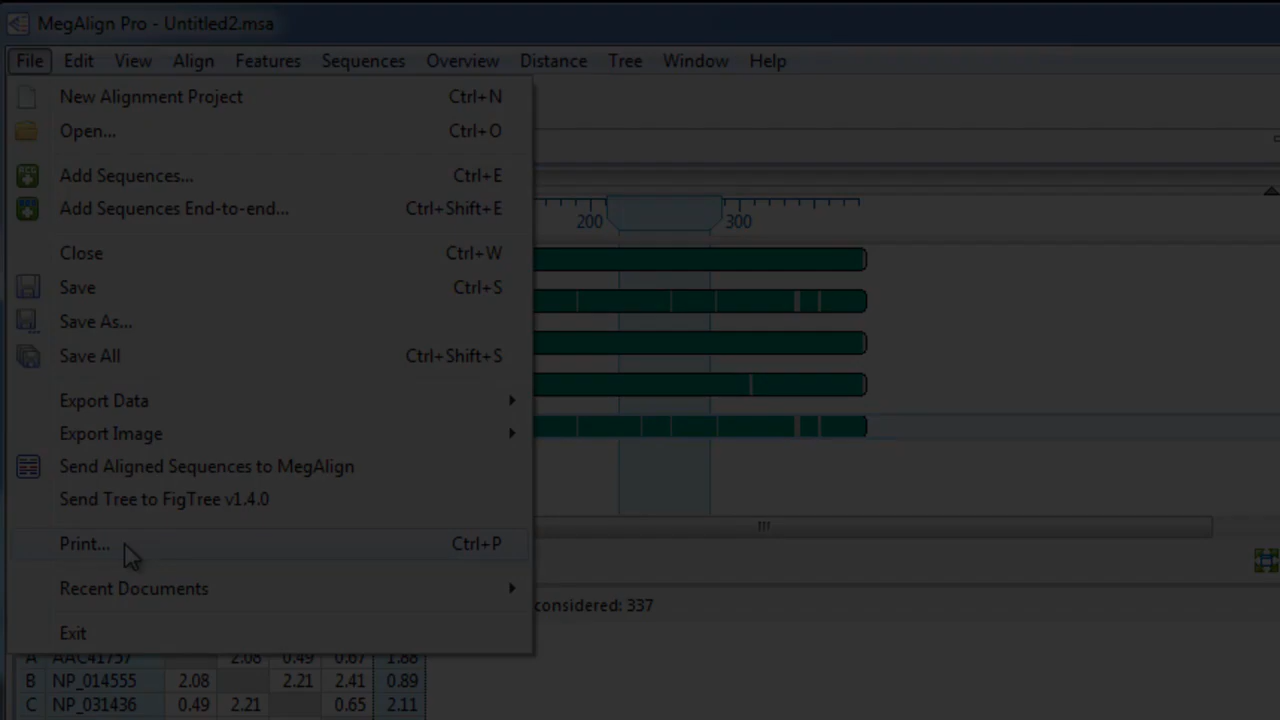 MegAlign Pro - Untitled2.msa
File Edit View Align Features Sequences Overview Distance Tree Window Help
New Alignment Project Ctrl+N
Open... Ctrl+O
Add Sequences... Ctrl+E
Add Sequences End-to-end... Ctrl+Shift+E
200 300
Close Ctrl+W
Save Ctrl+S
Save As...
Save All Ctrl+Shift+S
Export Data
Export Image
Send Aligned Sequences to MegAlign
Send Tree to FigTree v1.4.0
Print... Ctrl+P
Recent Documents
considered: 337
Exit
A AAC41757 2.08 0.49 0.67 1.88
B NP_014555 2.08 2.21 2.41 0.89
C NP_031436 0.49 2.21 0.65 2.11